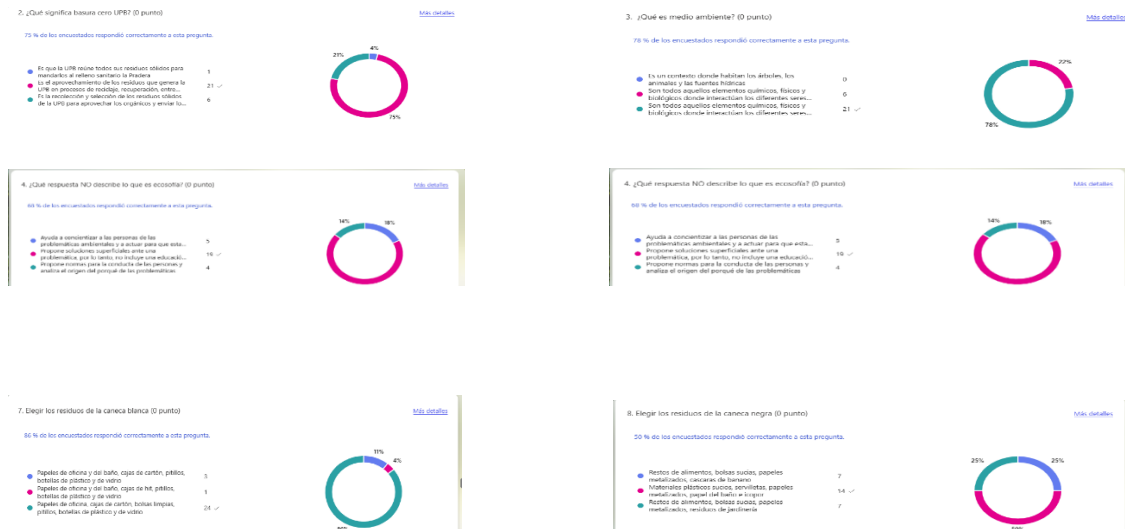 2. ¿Qué significa basura cero UPB? (0 punto)
Más detalles
75 % de los encuestados respondió correctamente a esta pregunta.
Es que la UPB reúne todos sus residuos sólidos para
mandarlos al relleno sanitario la Pradera
1
Es el aprovechamiento de los residuos que genera la
UPB en procesos de reciclaje, recuperación, entre...
21
Es la recolección y selección de los residuos sólidos
de la UPB para aprovechar los orgánicos y enviar lo...
6
21%
4%
75%
3. ¿Qué es medio ambiente? (0 punto)
Más detalles
78 % de los encuestados respondió correctamente a esta pregunta.
Es un contexto donde habitan los árboles, los
animales y las fuentes hídricas
0
Son todos aquellos elementos químicos, físicos y
biológicos donde interactúan los diferentes seres...
6
Son todos aquellos elementos químicos, físicos y
biológicos donde interactúan los diferentes seres...
21
22%
78%
4. ¿Qué respuesta NO describe lo que es ecosofía? (0 punto)
Más detalles
68 % de los encuestados respondió correctamente a esta pregunta.
Ayuda a concientizar a las personas de las
problemáticas ambientales y a actuar para que esta...
5
Propone soluciones superficiales ante una
problemática, por lo tanto, no incluye una educació...
19
Propone normas para la conducta de las personas y
analiza el origen del porqué de las problemáticas
4
14%
18%
4. ¿Qué respuesta NO describe lo que es ecosofía? (0 punto)
Más detalles
68 % de los encuestados respondió correctamente a esta pregunta.
Ayuda a concientizar a las personas de las
problemáticas ambientales y a actuar para que esta...
5
Propone soluciones superficiales ante una
problemática, por lo tanto, no incluye una educació...
19
Propone normas para la conducta de las personas y
analiza el origen del porqué de las problemáticas
4
14%
18%
7. Elegir los residuos de la caneca blanca (0 punto)
Más detalles
86 % de los encuestados respondió correctamente a esta pregunta.
Papeles de oficina y del baño, cajas de cartón, pitillos,
botellas de plástico y de vidrio
3
Papeles de oficina y del baño, cajas de hit, pitillos,
botellas de plástico y de vidrio
1
Papeles de oficina, cajas de cartón, bolsas limpias,
pitillos, botellas de plástico y de vidrio
24
11%
4%
8. Elegir los residuos de la caneca negra (0 punto)
Más detalles
50 % de los encuestados respondió correctamente a esta pregunta.
Restos de alimentos, bolsas sucias, papeles
metalizados, cascaras de banano
7
Materiales plásticos sucios, servilletas, papeles
metalizados, papel del baño e icopor
14
Restos de alimentos, bolsas sucias, papeles
metalizados, residuos de jardinería
7
25%
25%